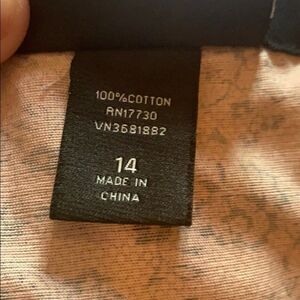 100%COTTON
RN17730
VN3681882
14
MADE IN
CHINA